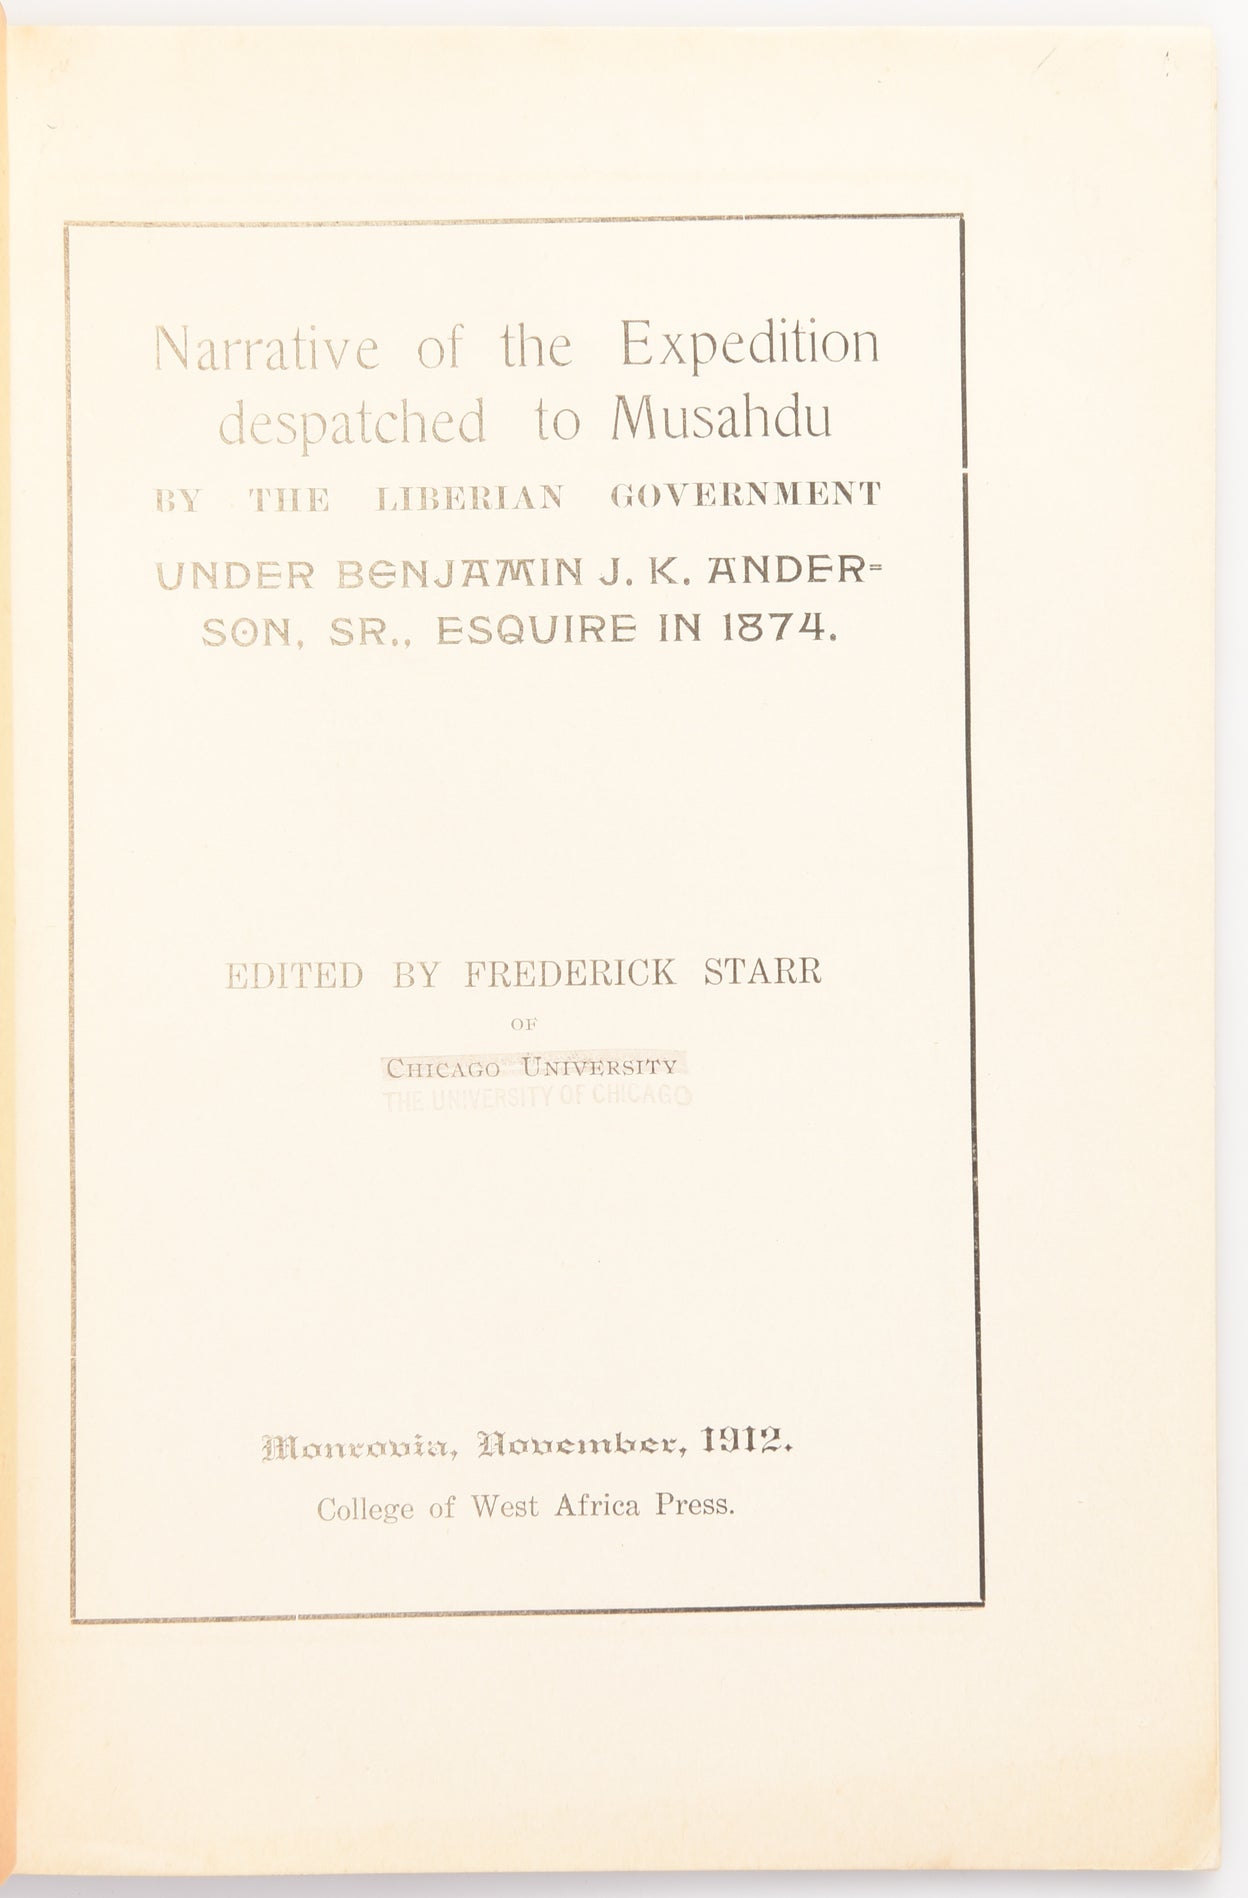 Narrative of the Expedition
despatched to Musahdu
BY THE LIBERIAN GOVERNMENT
UNDER BENJAMIN J. K. ANDER=
SON, SR., ESQUIRE IN 1874.
EDITED BY FREDERICK STARR
OF
CHICAGO UNIVERSITY
THE UNIVERSITY OF CHICAGO
Monrovia, November, 1912.
College of West Africa Press.